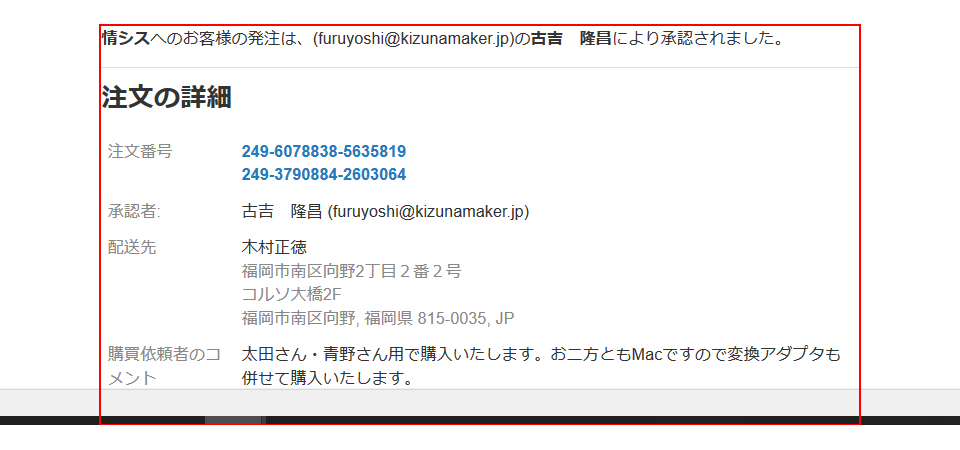 情シスへのお客様の発注は、(furuyoshi@kizunamaker.jp)の古吉　隆昌により承認されました。
注文の詳細
注文番号
249-6078838-5635819
249-3790884-2603064
承認者:
古吉　隆昌 (furuyoshi@kizunamaker.jp)
配送先
木村正徳
福岡市南区向野2丁目２番２号
コルソ大橋2F
福岡市南区向野, 福岡県 815-0035, JP
購買依頼者のコ
メント
太田さん・青野さん用で購入いたします。お二方ともMacですので変換アダプタも
併せて購入いたします。